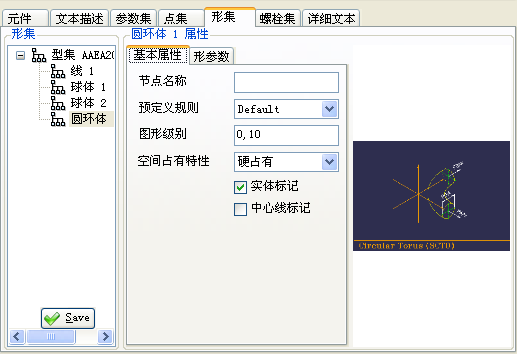 元件 文本描述 参数集 点集 形集 螺栓集 详细文本
形集
型集 AAEA20
线 1
球体 1
球体 2
圆环体
Save
圆环体 1 属性
基本属性 形参数
节点名称
预定义规则 Default
图形级别 0,10
空间占有特性 硬占有
实体标记
中心线标记
Circular Torus (SCTO)